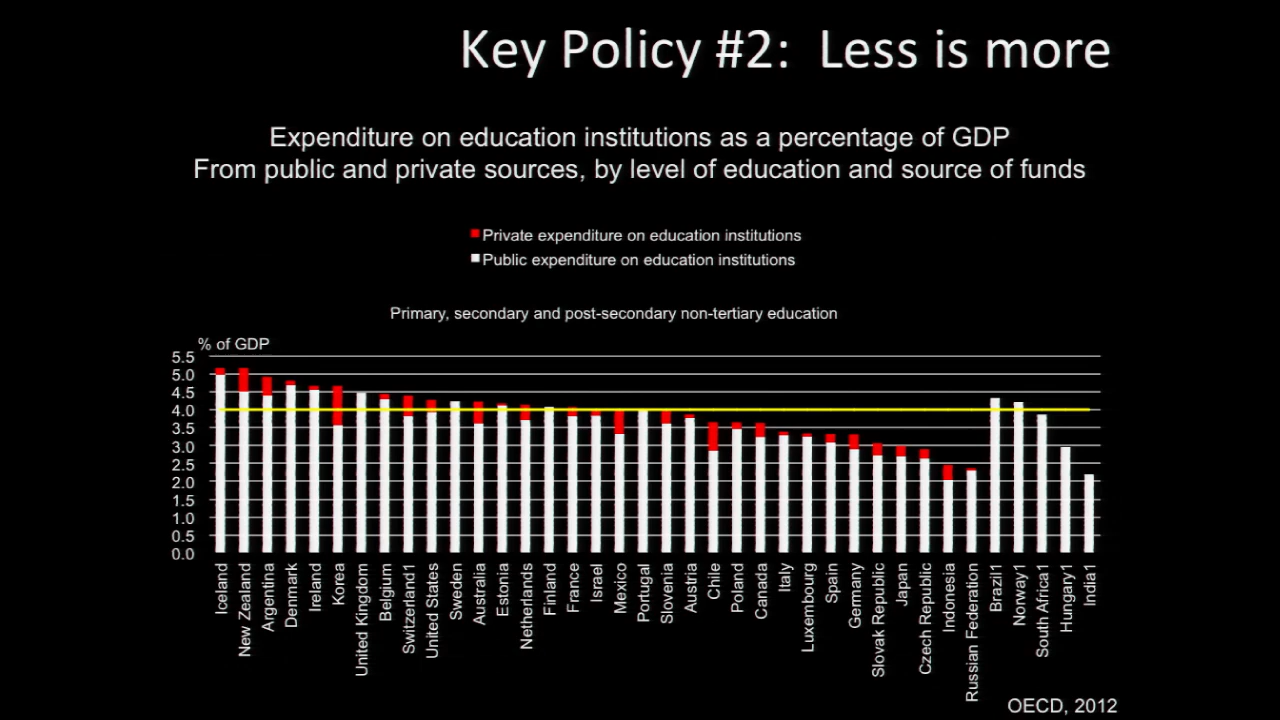 Key Policy #2: Less is more
Expenditure on education institutions as a percentage of GDP
From public and private sources, by level of education and source of funds
Private expenditure on education institutions
Public expenditure on education institutions
Primary, secondary and post-secondary non-tertiary education
% of GDP
5.5
5.0
4.5
4.0
3.5
3.0
2.5
2.0
1.5
1.0
0.5
0.0
Iceland
New Zealand
Argentina
Denmark
Ireland
Korea
United Kingdom
Belgium
Switzerland1
United States
Sweden
Australia
Estonia
Netherlands
Finland
France
Israel
Mexico
Portugal
Slovenia
Austria
Chile
Poland
Canada
Italy
Luxembourg
Spain
Germany
Slovak Republic
Japan
Czech Republic
Indonesia
Russian Federation
Brazil1
Norway1
South Africa1
Hungary1
India1
OECD, 2012